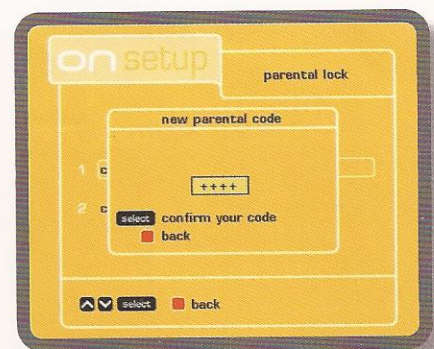 on setup
parental lock
new parental code
1 c
++++
2 c
select confirm your code
back
select back